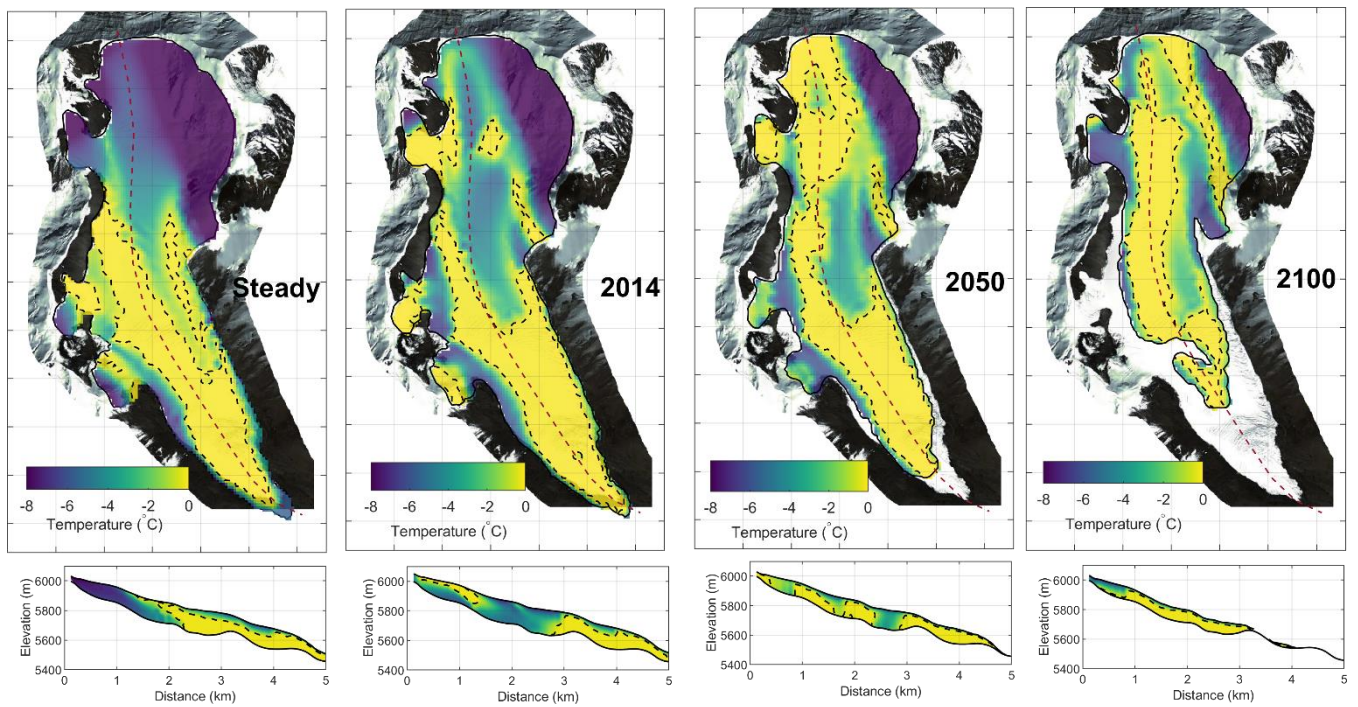 Steady
-8 -6 -4 -2 0
Temperature (°C)
2014
-8 -6 -4 -2 0
Temperature (°C)
2050
-8 -6 -4 -2 0
Temperature (°C)
2100
-8 -6 -4 -2 0
Temperature (°C)
Elevation (m)
6000
5800
5600
5400
0 1 2 3 4 5
Distance (km)
Elevation (m)
6000
5800
5600
5400
0 1 2 3 4 5
Distance (km)
Elevation (m)
6000
5800
5600
5400
0 1 2 3 4 5
Distance (km)
Elevation (m)
6000
5800
5600
5400
0 1 2 3 4 5
Distance (km)